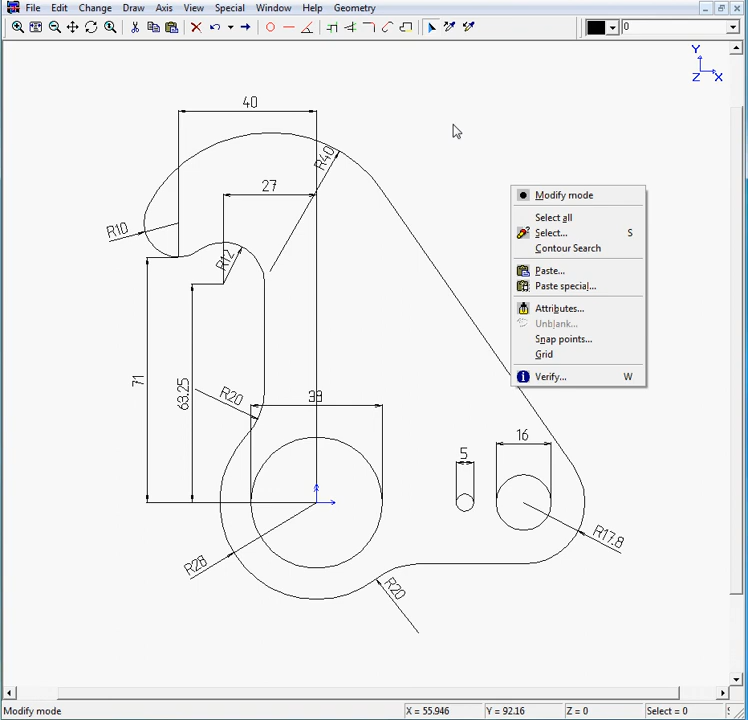 File Edit Change Draw Axis View Special Window Help Geometry
0
Y
Z X
40
R40
27
R10
R12
Modify mode
Select all
Select... S
Contour Search
Paste...
Paste special...
Attributes...
Unblank...
Snap points...
Grid
Verify... W
71
63.25
R20
38
16
5
R28
R20
R17.8
Modify mode X = 55.946 Y = 92.16 Z = 0 Select = 0